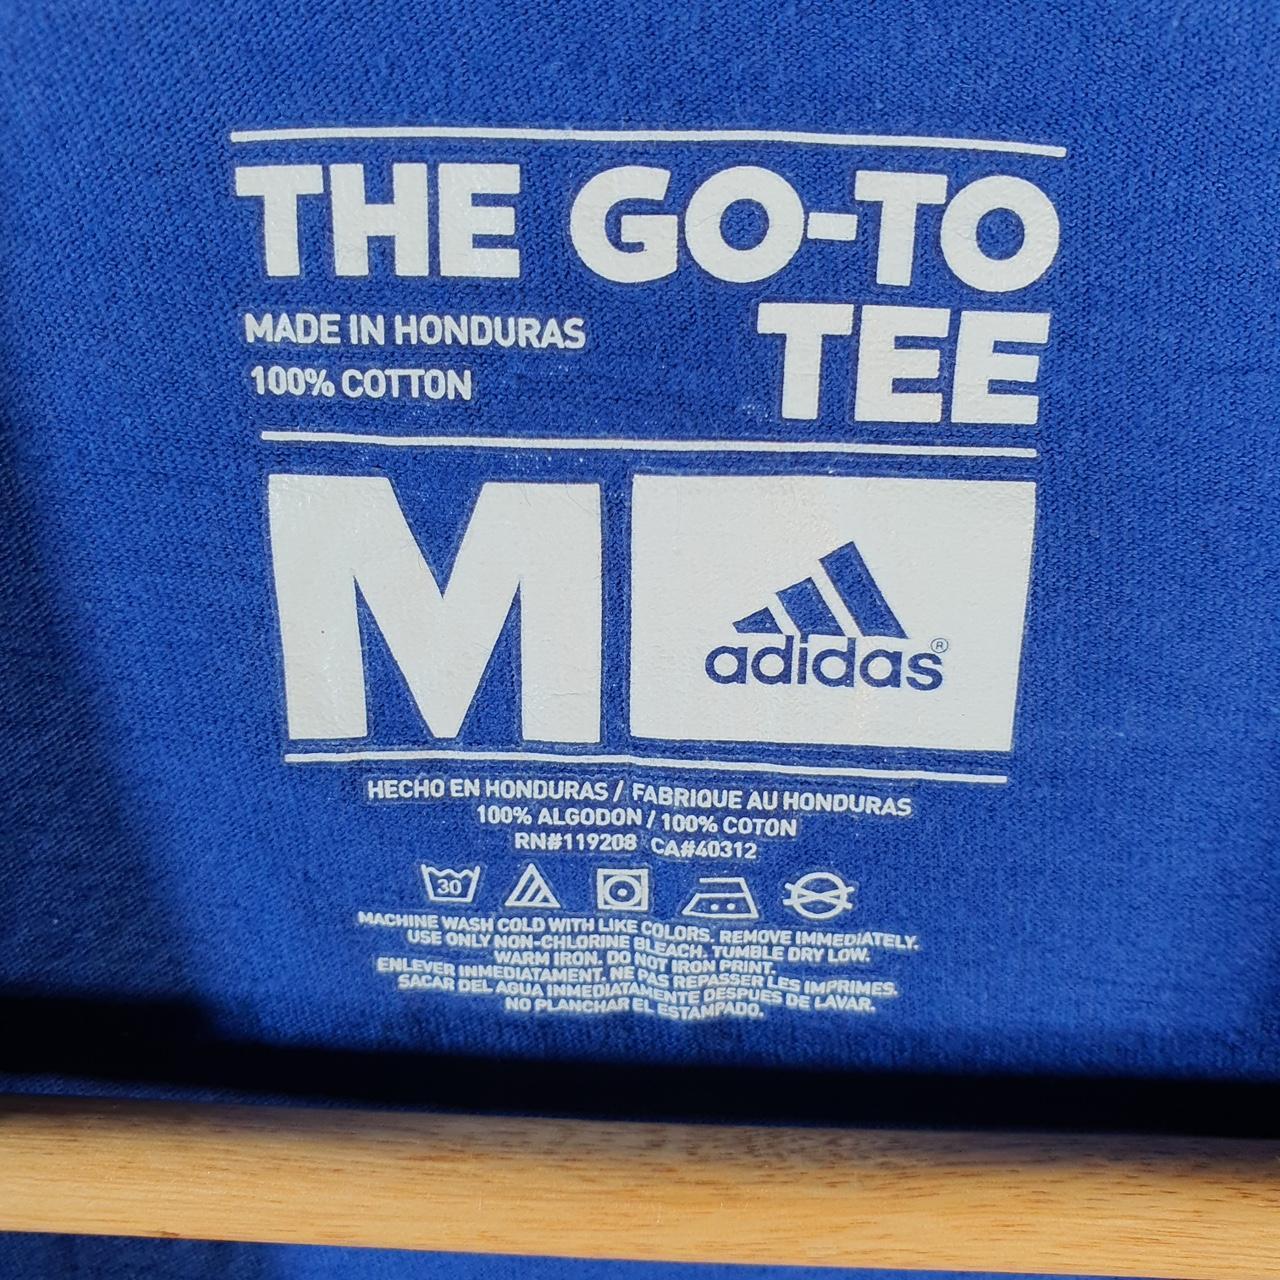 THE GO-TO
TEE
MADE IN HONDURAS
100% COTTON
M
adidas®
HECHO EN HONDURAS / FABRIQUE AU HONDURAS
100% ALGODON / 100% COTON
RN#119208 CA#40312
30
MACHINE WASH COLD WITH LIKE COLORS. REMOVE IMMEDIATELY.
USE ONLY NON-CHLORINE BLEACH. TUMBLE DRY LOW.
WARM IRON. DO NOT IRON PRINT.
ENLEVER INMEDIATAMENT. NE PAS REPASSER LES IMPRIMES.
SACAR DEL AGUA INMEDIATAMENTE DESPUES DE LAVAR.
NO PLANCHAR EL ESTAMPADO.